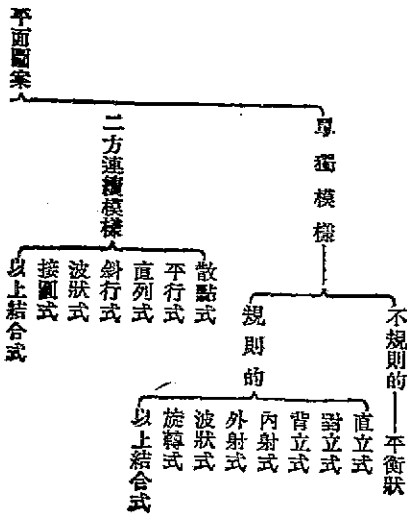 平面圖案
單獨模樣
不規則的——平衡狀
規則的
直立式
對立式
背立式
內射式
外射式
波狀式
旋轉式
以上結合式
二方連續模樣
散點式
平行式
直列式
斜行式
波狀式
接圓式
以上結合式